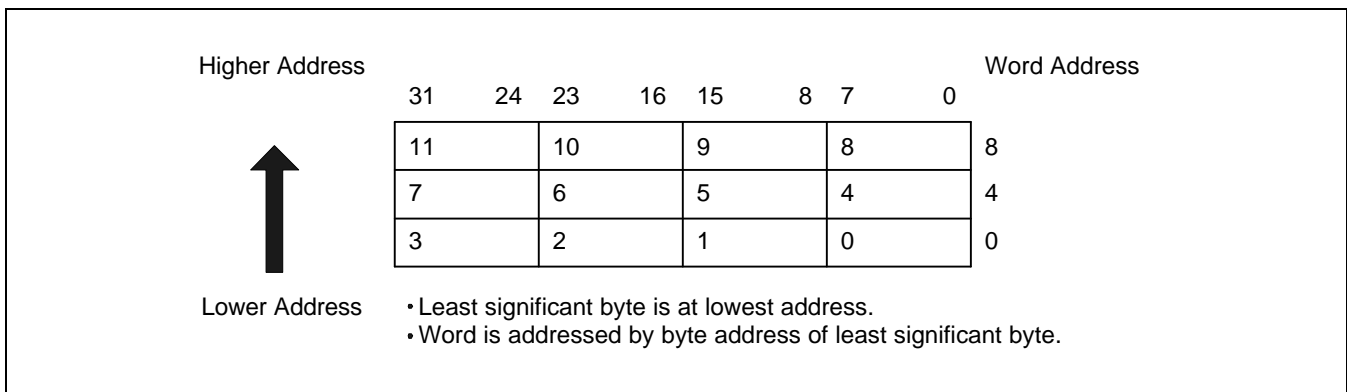 Higher Address Word Address
31 24 23 16 15 8 7 0
11 10 9 8 8
7 6 5 4 4
3 2 1 0 0
Lower Address • Least significant byte is at lowest address.
• Word is addressed by byte address of least significant byte.